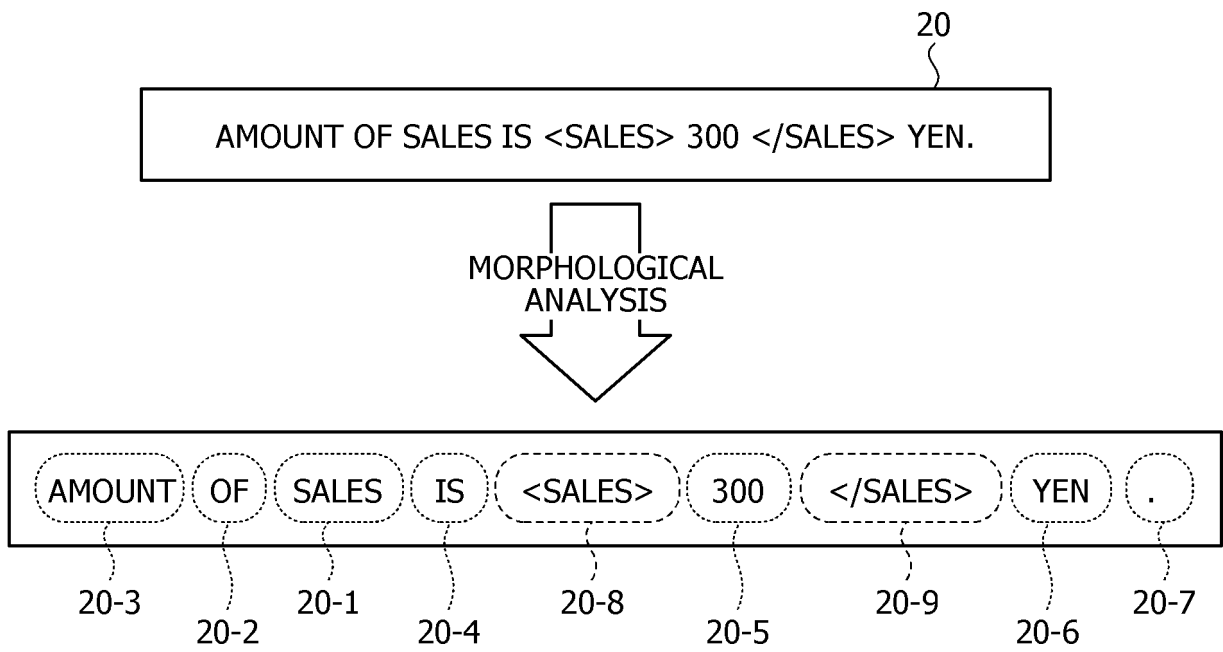 20
AMOUNT OF SALES IS <SALES> 300 </SALES> YEN.
MORPHOLOGICAL
ANALYSIS
AMOUNT OF SALES IS <SALES> 300 </SALES> YEN .
20-3 20-1 20-8 20-9 20-7
20-2 20-4 20-5 20-6